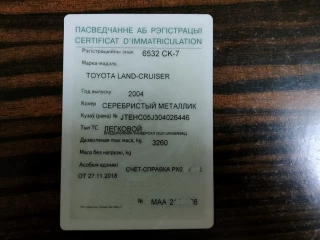 ПАСВЕДЧАННЕ АБ РЭГІСТРАЦЫІ
CERTIFICAT D'IMMATRICULATION
Рэгістрацыйны знак 6532 СК-7
Марка-мадэль
TOYOTA LAND-CRUISER
Год выпуску 2004
Колер СЕРЕБРИСТЫЙ МЕТАЛЛИК
Кузаў (рама) № JTEHC05J304026446
Тып ТС ЛЕГКОВОЙ
Дазволеная max маса, kg 3260
Маса без нагрузкі, kg
Асобыя адзнакі СЧЁТ-СПРАВКА
ОТ 27.11.2018
№ МАА